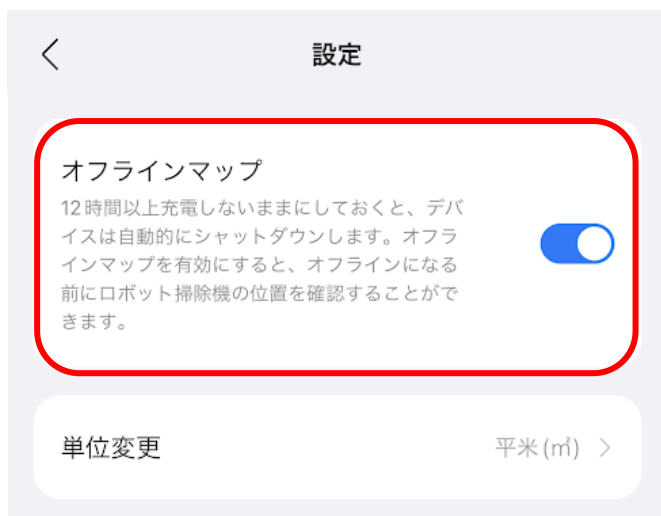 設定
オフラインマップ
12時間以上充電しないままにしておくと、デバ
イスは自動的にシャットダウンします。オフラ
インマップを有効にすると、オフラインになる
前にロボット掃除機の位置を確認することがで
きます。
単位変更 平米(㎡)